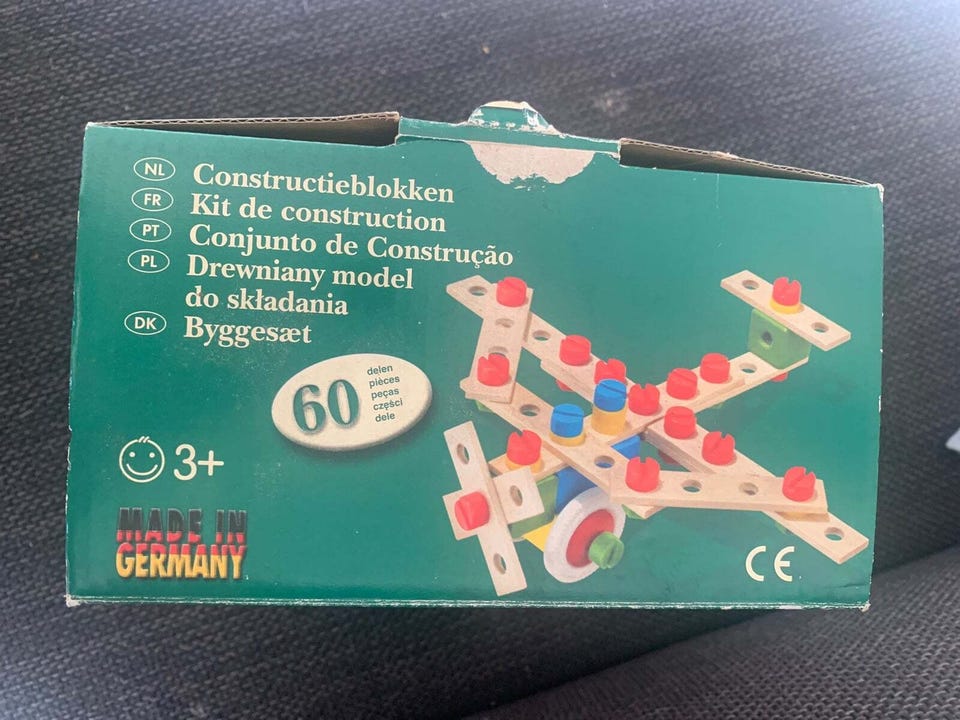 NL Constructieblokken
FR Kit de construction
PT Conjunto de Construção
PL Drewniany model
do składania
DK Byggesæt
60
delen
pièces
peças
części
dele
3+
MADE IN
GERMANY
CE